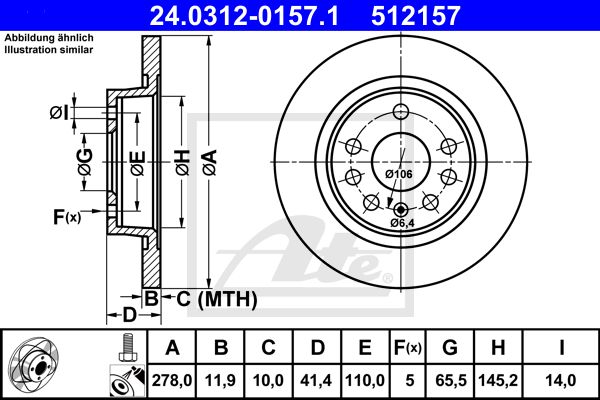 24.0312-0157.1 512157
Abbildung ähnlich
Illustration similar
ØI
ØG
ØE
ØH
ØA
F(x)
B
C (MTH)
D
Ø106
Ø6,4
Ate
®
A B C D E F(x) G H I
278,0 11,9 10,0 41,4 110,0 5 65,5 145,2 14,0